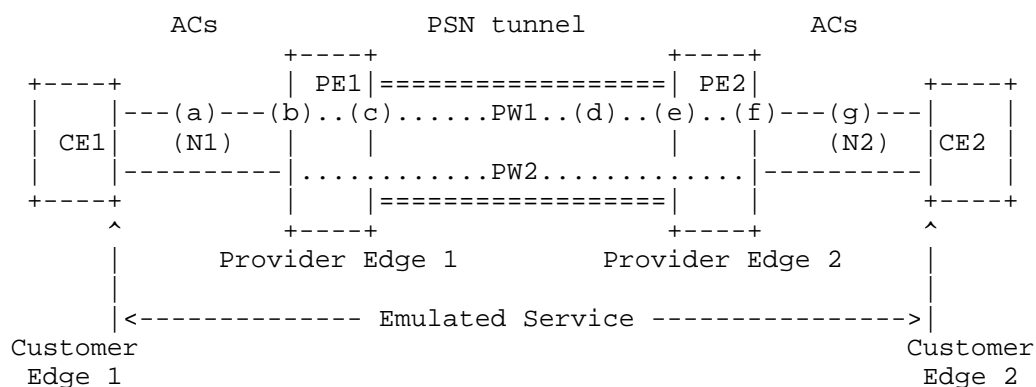 ACs             PSN tunnel              ACs
                     +----+                  +----+
  +----+             | PE1|==================| PE2|          +----+
  |    |---(a)---(b)..(c)......PW1..(d)..(e)..(f)---(g)---|    |
  | CE1|   (N1)      |    |                  |    |    (N2)  |CE2 |
  |    |----------|............PW2.............|----------|    |
  +----+             |    |==================|    |          +----+
       ^             +----+                  +----+          ^
       |        Provider Edge 1         Provider Edge 2      |
       |                                                     |
       |<-------------- Emulated Service ---------------->|
 Customer                                                Customer
  Edge 1                                                  Edge 2